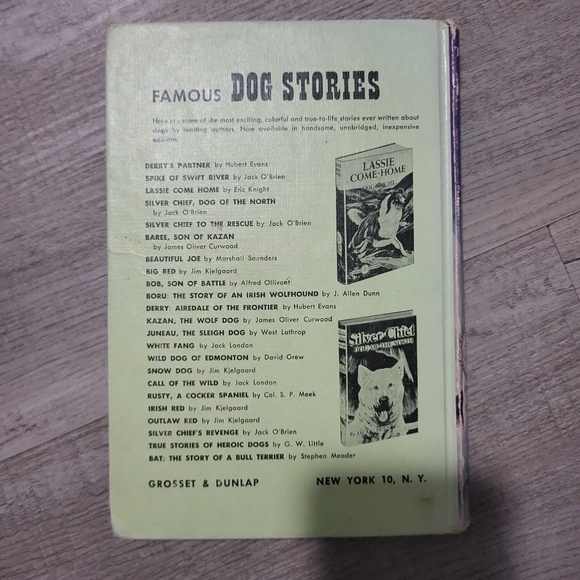 FAMOUS DOG STORIES
Here are some of the most exciting, colorful and true-to-life stories ever written about
dogs by leading authors. Now available in handsome, unabridged, inexpensive
editions.
DERRY'S PARTNER by Hubert Evans
SPIKE OF SWIFT RIVER by Jack O'Brien
LASSIE COME HOME by Eric Knight
SILVER CHIEF, DOG OF THE NORTH
by Jack O'Brien
SILVER CHIEF TO THE RESCUE by Jack O'Brien
BAREE, SON OF KAZAN
by James Oliver Curwood
BEAUTIFUL JOE by Marshall Saunders
BIG RED by Jim Kjelgaard
BOB, SON OF BATTLE by Alfred Ollivant
BORU: THE STORY OF AN IRISH WOLFHOUND by J. Allen Dunn
DERRY: AIREDALE OF THE FRONTIER by Hubert Evans
KAZAN, THE WOLF DOG by James Oliver Curwood
JUNEAU, THE SLEIGH DOG by West Lathrop
WHITE FANG by Jack London
WILD DOG OF EDMONTON by David Grew
SNOW DOG by Jim Kjelgaard
CALL OF THE WILD by Jack London
RUSTY, A COCKER SPANIEL by Col. S. P. Meek
IRISH RED by Jim Kjelgaard
OUTLAW RED by Jim Kjelgaard
SILVER CHIEF'S REVENGE by Jack O'Brien
TRUE STORIES OF HEROIC DOGS by G. W. Little
BAT: THE STORY OF A BULL TERRIER by Stephen Meader
LASSIE
COME-HOME
ERIC KNIGHT
Silver Chief
DOG OF THE NORTH
GROSSET & DUNLAP NEW YORK 10, N. Y.